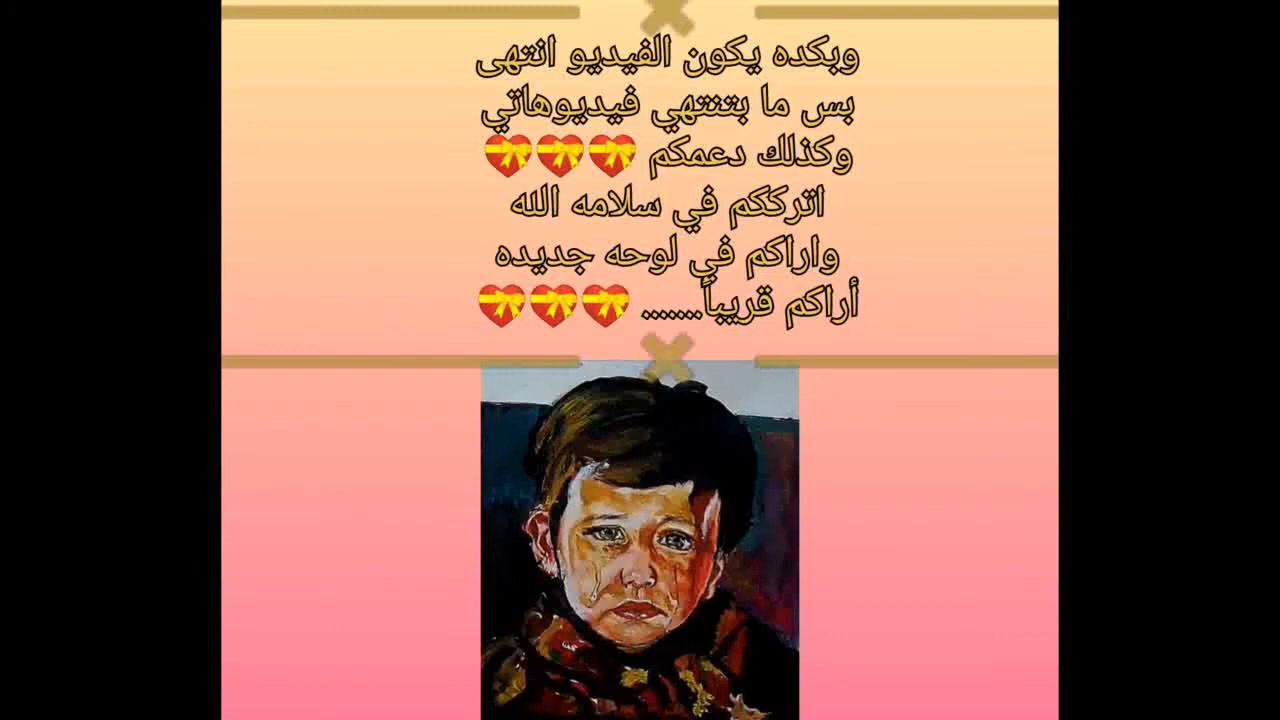 وبكده يكون الفيديو انتهى
بس ما بتنتهي فيديوهاتي
وكذلك دعمكم 💝💝💝
اترككم في سلامه الله
واراكم في لوحه جديده
أراكم قريباً....... 💝💝💝